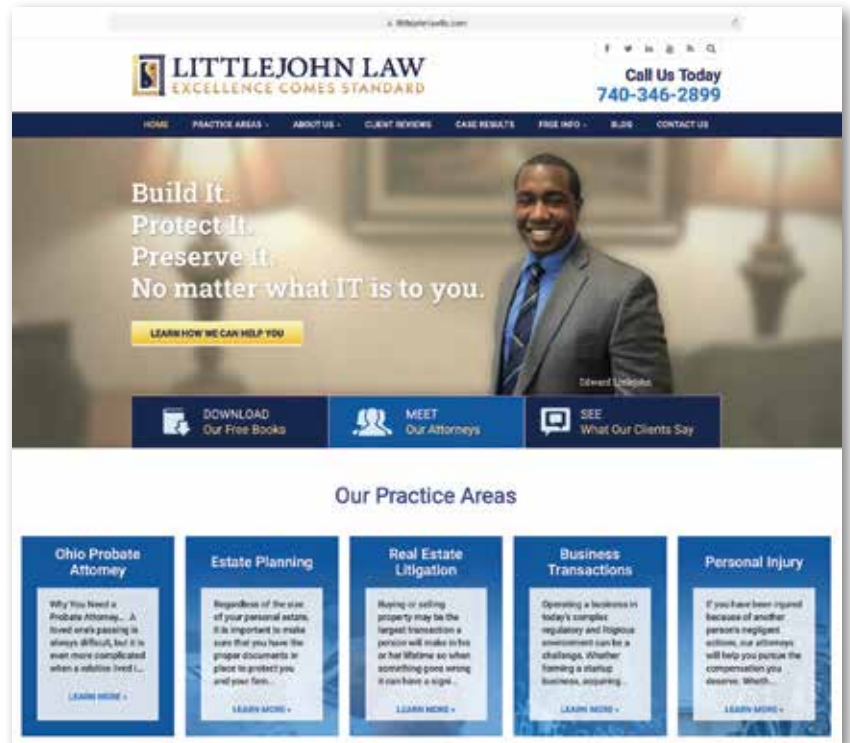 littlejohn-lawllc.com
LITTLEJOHN LAW
EXCELLENCE COMES STANDARD
Call Us Today
740-346-2899
HOME PRACTICE AREAS ABOUT US CLIENT REVIEWS CASE RESULTS FREE INFO BLOG CONTACT US
Build It.
Protect It.
Preserve it.
No matter what IT is to you.
LEARN HOW WE CAN HELP YOU
Edward Littlejohn
DOWNLOAD
Our Free Books
MEET
Our Attorneys
SEE
What Our Clients Say
Our Practice Areas
Ohio Probate
Attorney
Why You Need a
Probate Attorney... A
loved one's passing is
always difficult, but it is
even more complicated
when a relative lived i...
LEARN MORE »
Estate Planning
Regardless of the size
of your personal estate,
it is important to make
sure that you have the
proper documents in
place to protect you
and your fam...
LEARN MORE »
Real Estate
Litigation
Buying or selling
property may be the
largest transaction a
person will make in his
or her lifetime so when
something goes wrong
it can have a signi...
LEARN MORE »
Business
Transactions
Operating a business in
today's complex
regulatory and litigious
environment can be a
challenge. Whether
forming a startup
business, acquiring...
LEARN MORE »
Personal Injury
If you have been injured
because of another
person's negligent
actions, our attorneys
will help you pursue the
compensation you
deserve. Wheth...
LEARN MORE »